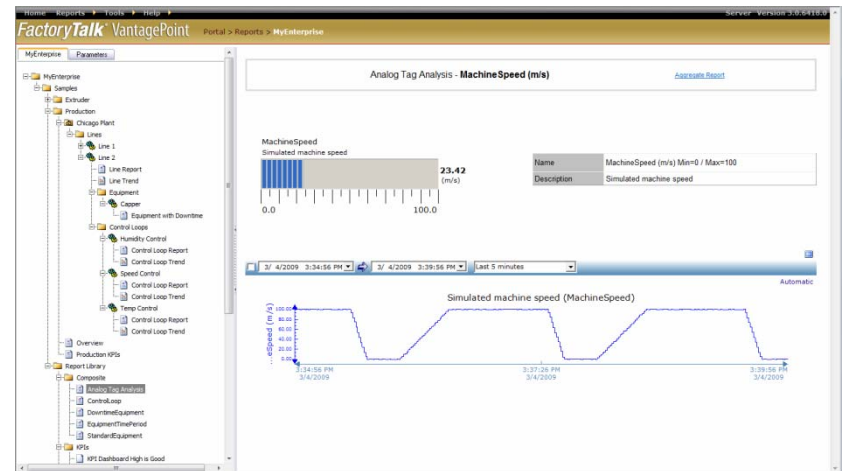 Home Reports Tools Help
Server Version 3.0.6418.0
FactoryTalk VantagePoint
Portal > Reports > MyEnterprise
MyEnterprise
Parameters
MyEnterprise
Samples
Extruder
Production
Chicago Plant
Lines
Line 1
Line 2
Line Report
Line Trend
Equipment
Capper
Equipment with Downtime
Control Loops
Humidity Control
Control Loop Report
Control Loop Trend
Speed Control
Control Loop Report
Control Loop Trend
Temp Control
Control Loop Report
Control Loop Trend
Overview
Production KPIs
Report Library
Composite
Analog Tag Analysis
ControlLoop
DowntimeEquipment
EquipmentTimePeriod
StandardEquipment
KPIs
KPI Dashboard High is Good
Analog Tag Analysis - MachineSpeed (m/s)
Aggregate Report
MachineSpeed
Simulated machine speed
23.42
(m/s)
0.0
100.0
Name
MachineSpeed (m/s) Min=0 / Max=100
Description
Simulated machine speed
3/ 4/2009 3:34:56 PM
3/ 4/2009 3:39:56 PM
Last 5 minutes
Automatic
Simulated machine speed (MachineSpeed)
...eSpeed (m/s)
100.00
80.00
60.00
40.00
20.00
0.00
3:34:56 PM
3/4/2009
3:37:26 PM
3/4/2009
3:39:56 PM
3/4/2009